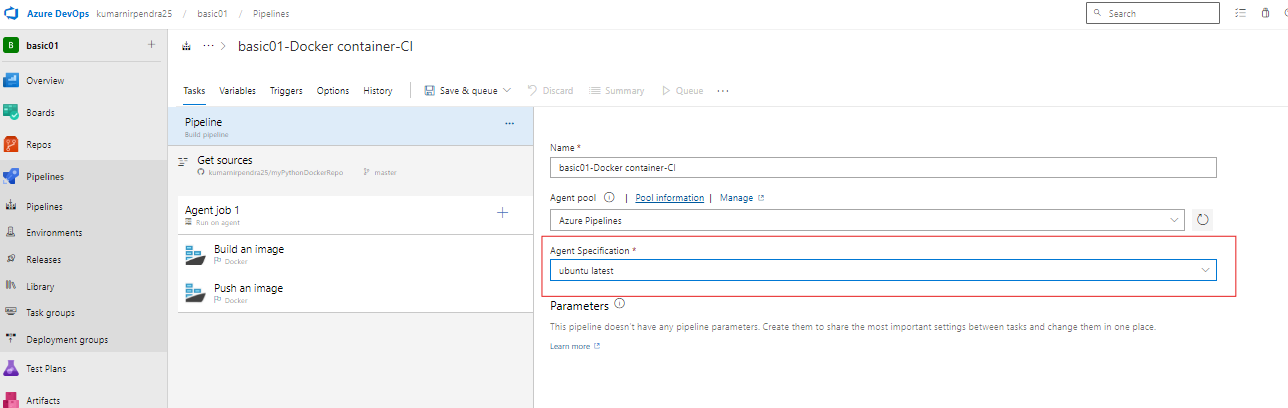 Azure DevOps kumarnirpendra25 / basic01 / Pipelines
Search
B basic01 +
Overview
Boards
Repos
Pipelines
Pipelines
Environments
Releases
Library
Task groups
Deployment groups
Test Plans
Artifacts
··· > basic01-Docker container-CI
Tasks Variables Triggers Options History | Save & queue Discard Summary Queue ···
Pipeline ···
Build pipeline
Get sources
kumarnirpendra25/myPythonDockerRepo master
Agent job 1 +
Run on agent
Build an image
Docker
Push an image
Docker
Name *
basic01-Docker container-CI
Agent pool | Pool information | Manage
Azure Pipelines
Agent Specification *
ubuntu latest
Parameters
This pipeline doesn't have any pipeline parameters. Create them to share the most important settings between tasks and change them in one place.
Learn more